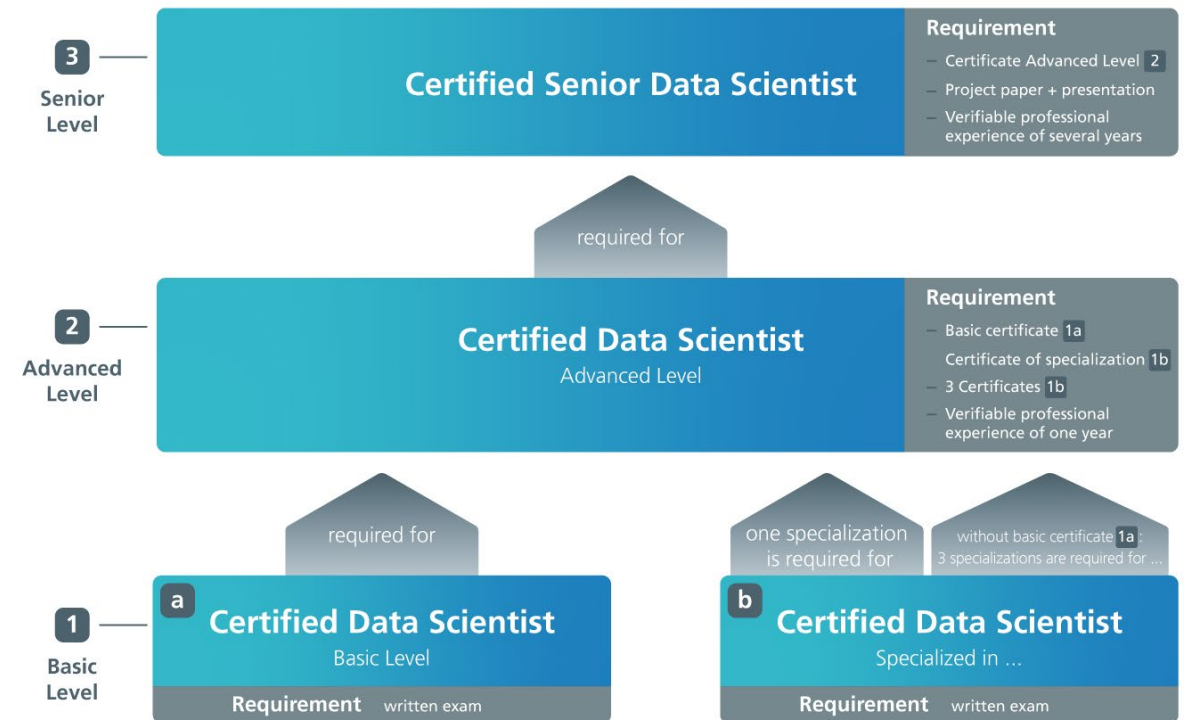 3
Senior
Level
Certified Senior Data Scientist
Requirement
– Certificate Advanced Level 2
– Project paper + presentation
– Verifiable professional
experience of several years
required for
2
Advanced
Level
Certified Data Scientist
Advanced Level
Requirement
– Basic certificate 1a
Certificate of specialization 1b
– 3 Certificates 1b
– Verifiable professional
experience of one year
required for
one specialization
is required for
without basic certificate 1a :
3 specializations are required for ...
1
Basic
Level
a
Certified Data Scientist
Basic Level
Requirement written exam
b
Certified Data Scientist
Specialized in ...
Requirement written exam